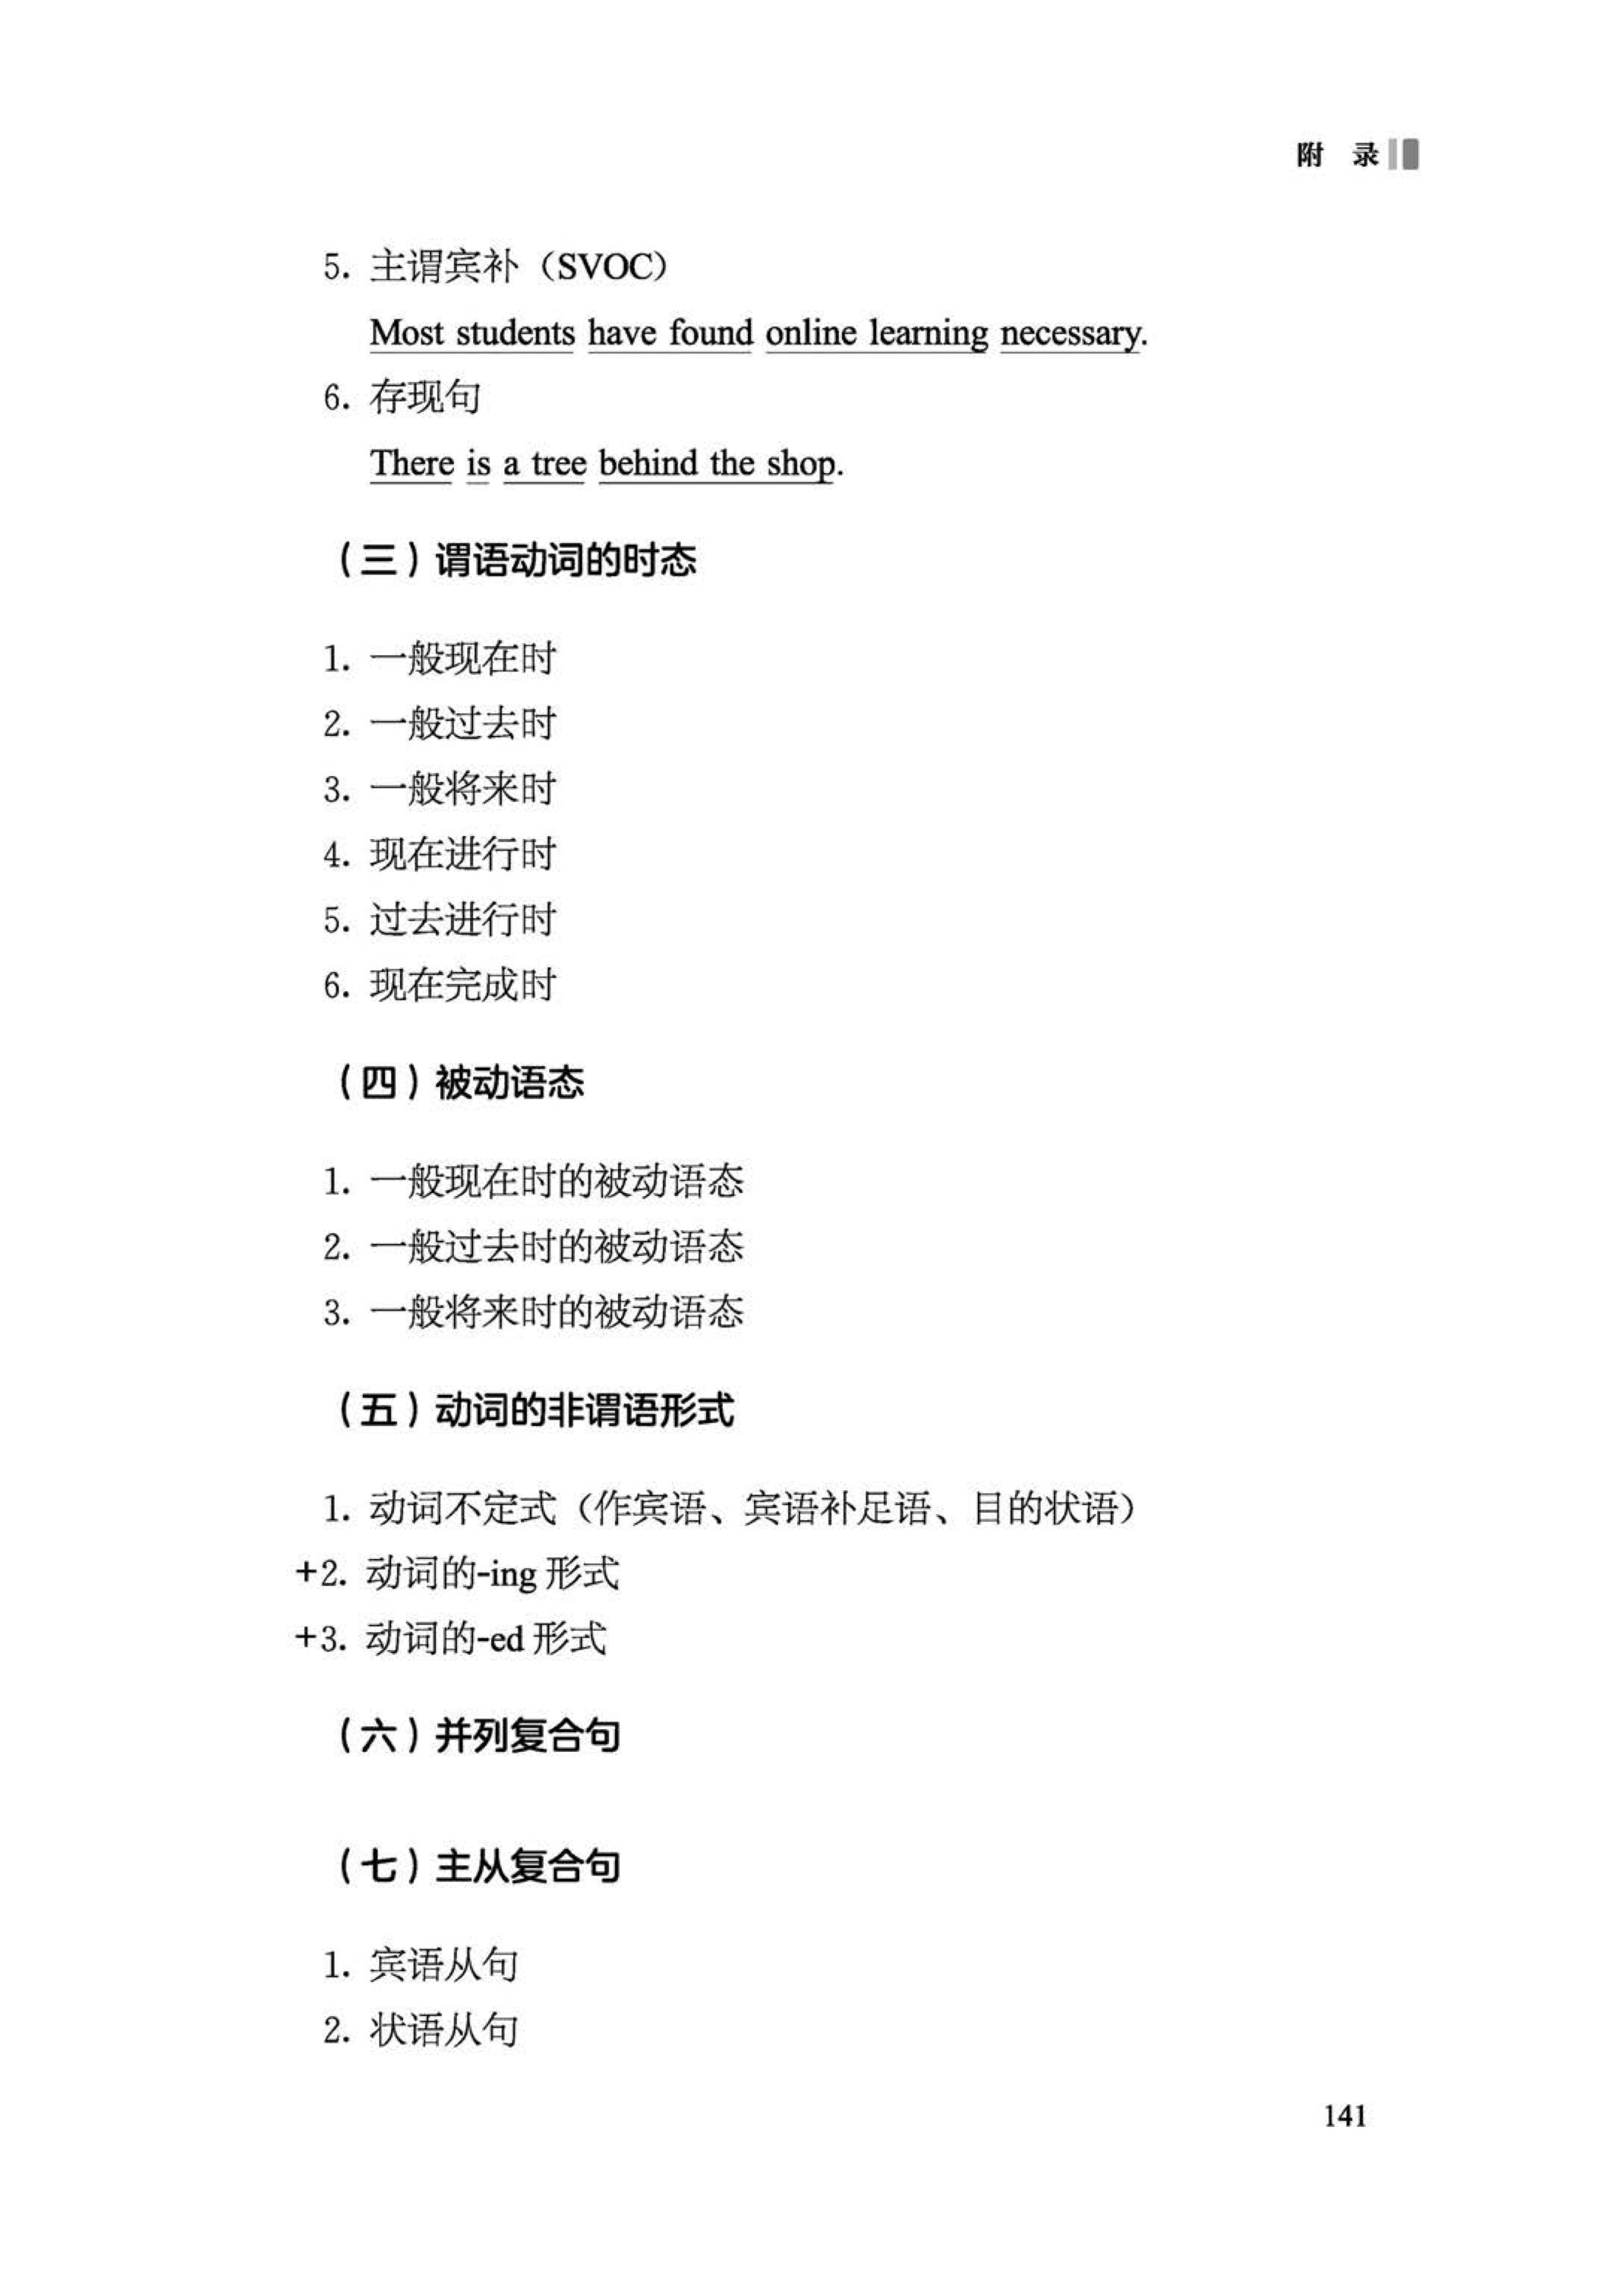 附 录
5. 主谓宾补（SVOC）
Most students have found online learning necessary.
6. 存现句
There is a tree behind the shop.
（三）谓语动词的时态
1. 一般现在时
2. 一般过去时
3. 一般将来时
4. 现在进行时
5. 过去进行时
6. 现在完成时
（四）被动语态
1. 一般现在时的被动语态
2. 一般过去时的被动语态
3. 一般将来时的被动语态
（五）动词的非谓语形式
1. 动词不定式（作宾语、宾语补足语、目的状语）
+2. 动词的-ing 形式
+3. 动词的-ed 形式
（六）并列复合句
（七）主从复合句
1. 宾语从句
2. 状语从句
141